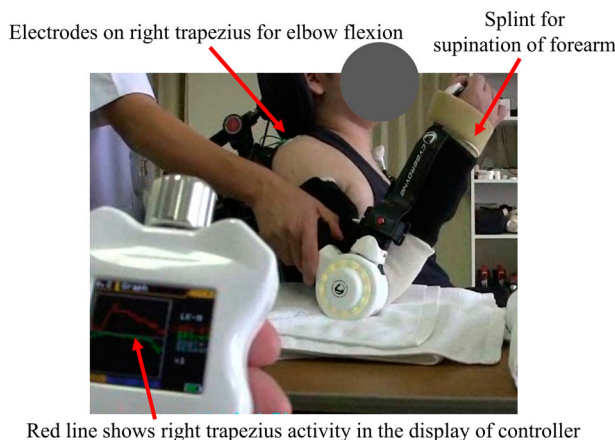 Electrodes on right trapezius for elbow flexion
Splint for
supination of forearm
CYBERDYNE
Graph
Red line shows right trapezius activity in the display of controller